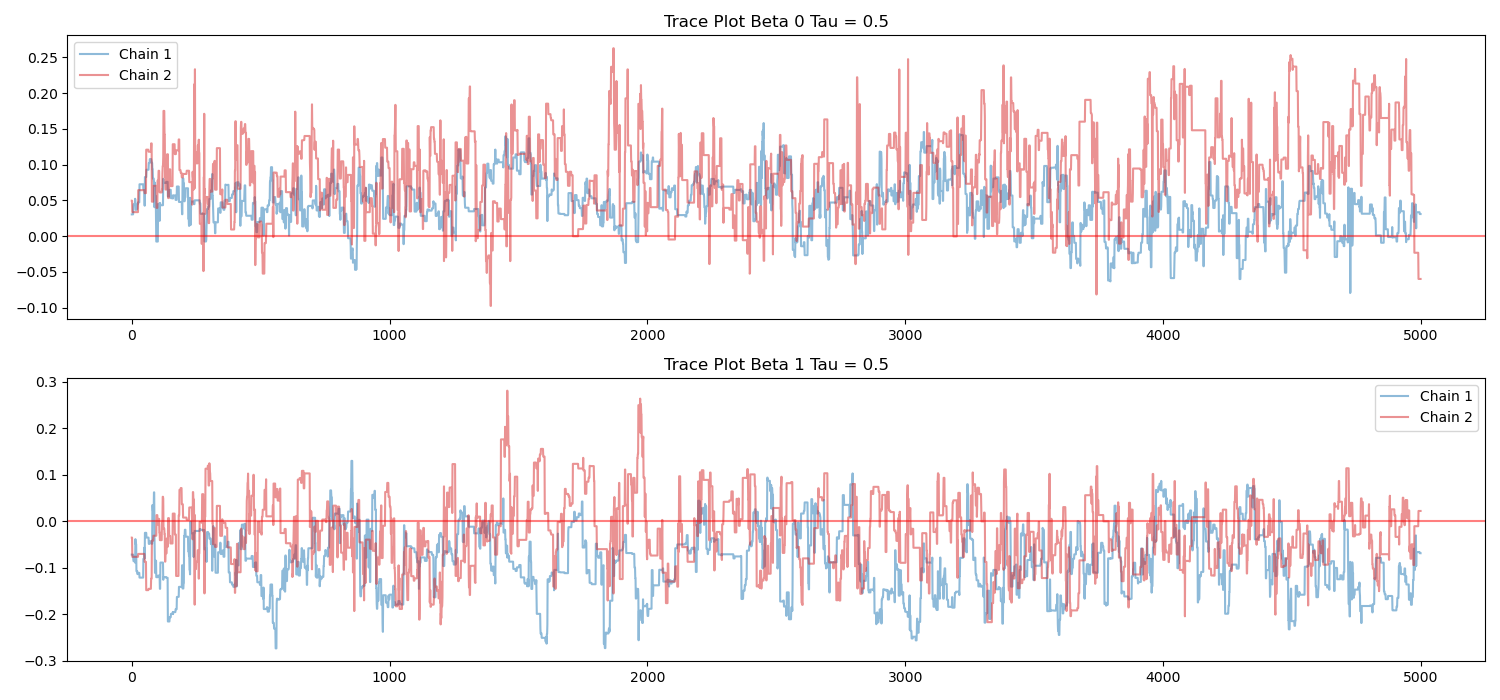 Trace Plot Beta 0 Tau = 0.5
Chain 1
Chain 2
0.25
0.20
0.15
0.10
0.05
0.00
−0.05
−0.10
0 1000 2000 3000 4000 5000
Trace Plot Beta 1 Tau = 0.5
Chain 1
Chain 2
0.3
0.2
0.1
0.0
−0.1
−0.2
−0.3
0 1000 2000 3000 4000 5000